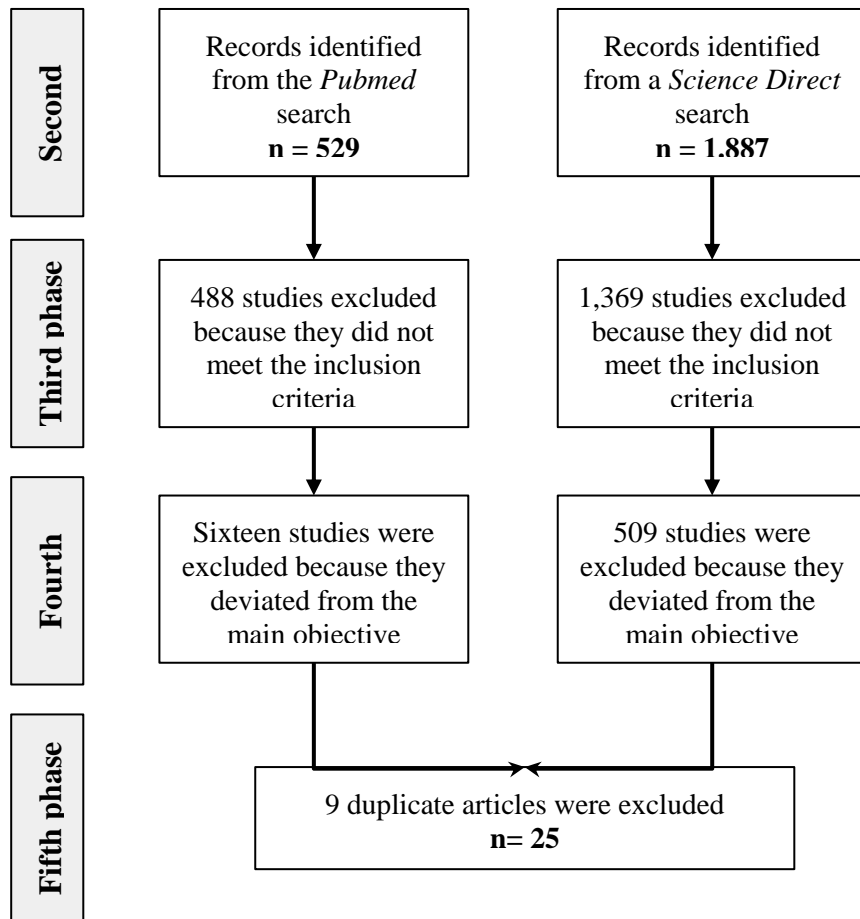 Second
Records identified
from the Pubmed
search
n = 529
Records identified
from a Science Direct
search
n = 1.887
Third phase
488 studies excluded
because they did not
meet the inclusion
criteria
1,369 studies excluded
because they did not
meet the inclusion
criteria
Fourth
Sixteen studies were
excluded because they
deviated from the
main objective
509 studies were
excluded because they
deviated from the
main objective
Fifth phase
9 duplicate articles were excluded
n= 25